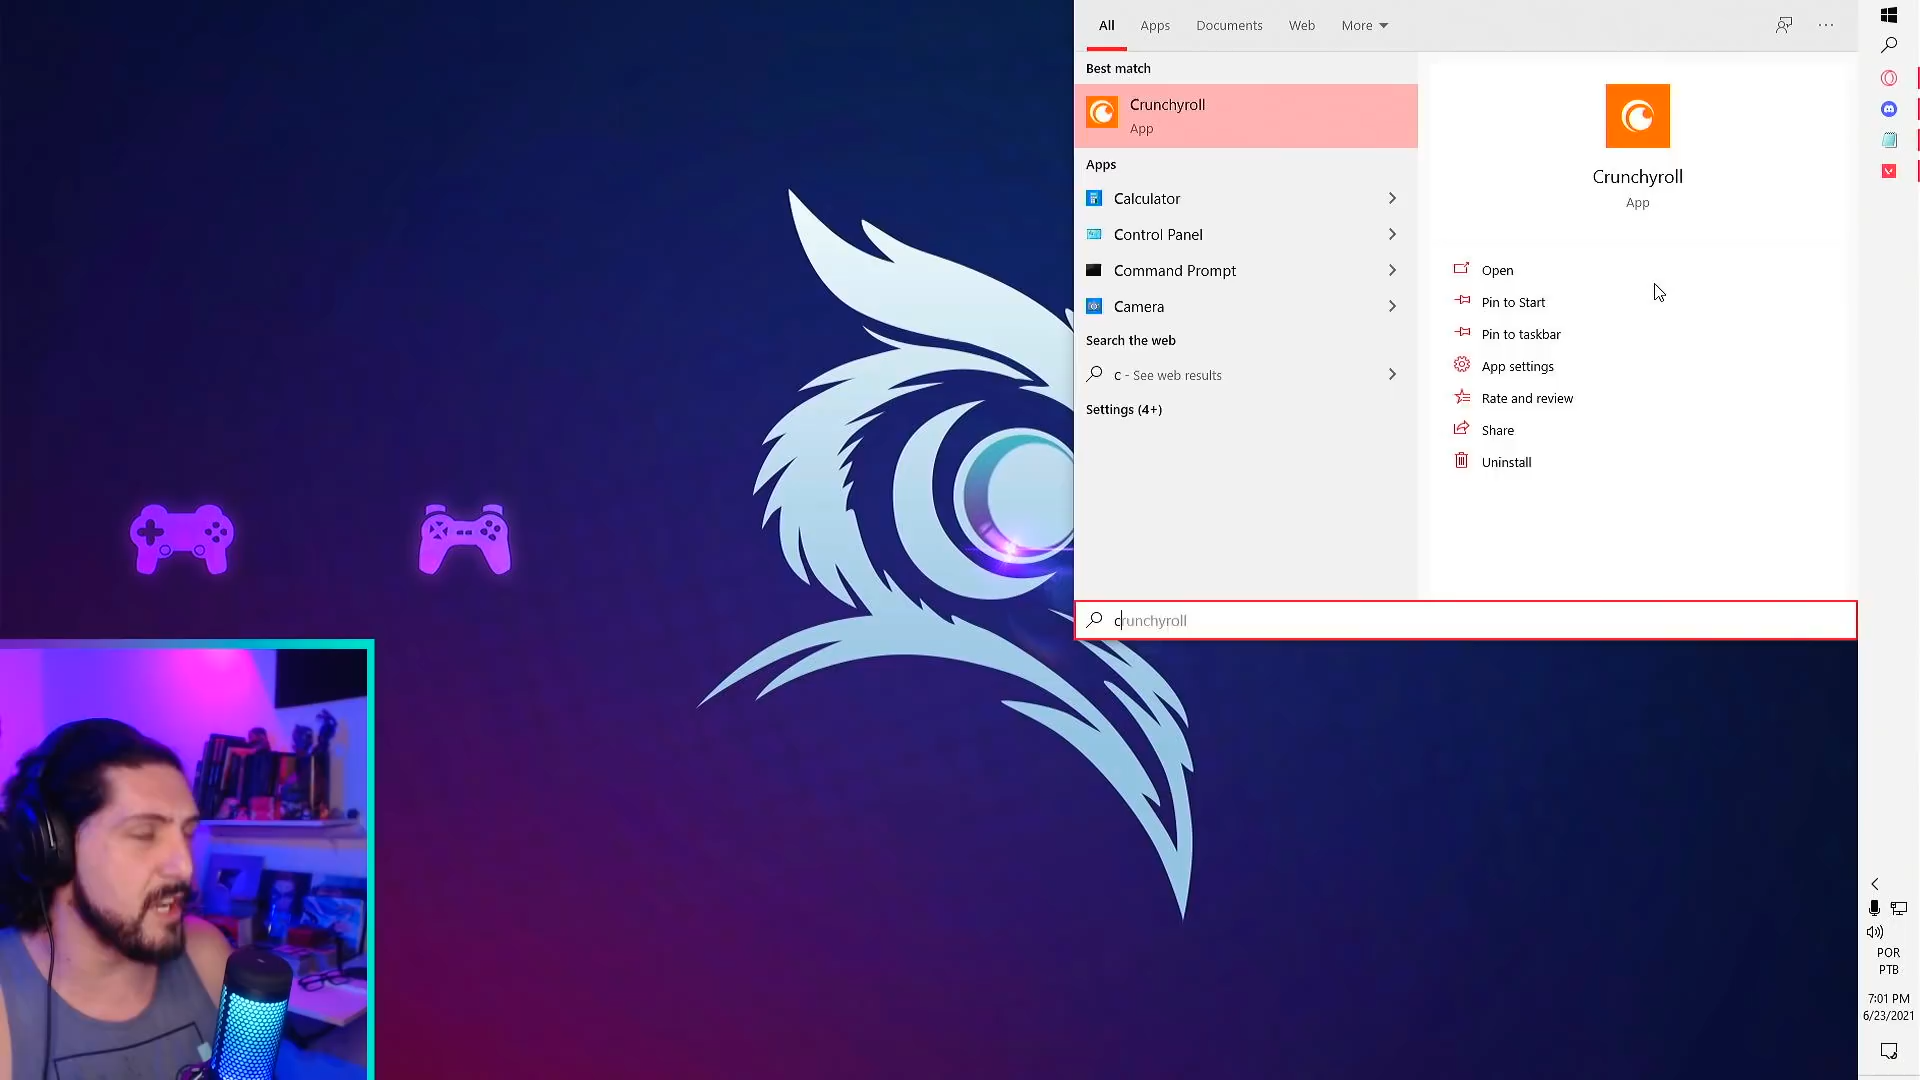 All Apps Documents Web More
Best match
Crunchyroll
App
Apps
Calculator
Control Panel
Command Prompt
Camera
Search the web
c - See web results
Settings (4+)
Crunchyroll
App
Open
Pin to Start
Pin to taskbar
App settings
Rate and review
Share
Uninstall
crunchyroll
POR
PTB
7:01 PM
6/23/2021